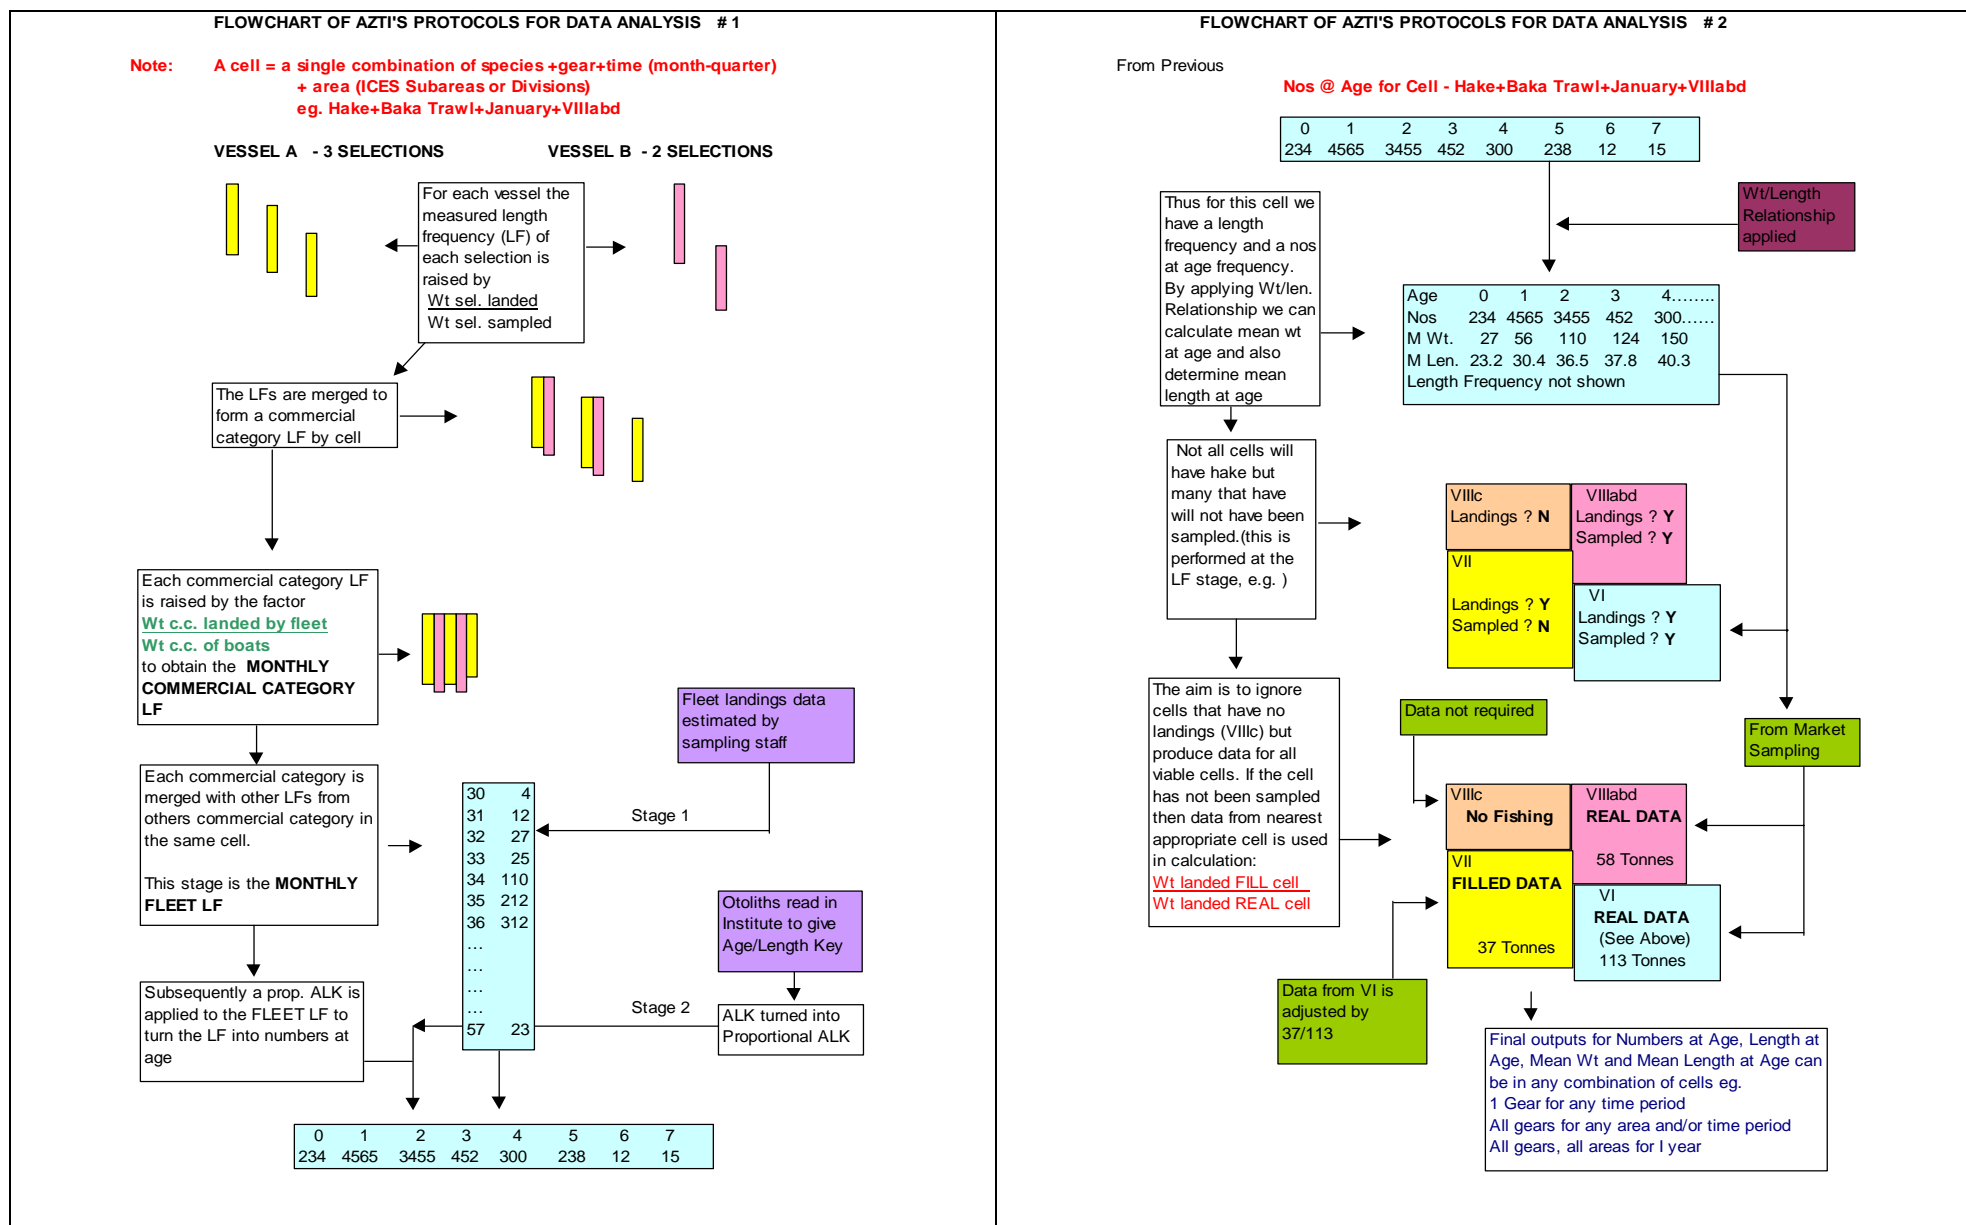 FLOWCHART OF AZTI'S PROTOCOLS FOR DATA ANALYSIS # 1
Note: A cell = a single combination of species +gear+time (month-quarter)
+ area (ICES Subareas or Divisions)
eg. Hake+Baka Trawl+January+VIIIabd
VESSEL A - 3 SELECTIONS VESSEL B - 2 SELECTIONS
For each vessel the
measured length
frequency (LF) of
each selection is
raised by
Wt sel. landed
Wt sel. sampled
The LFs are merged to
form a commercial
category LF by cell
Each commercial category LF
is raised by the factor
Wt c.c. landed by fleet
Wt c.c. of boats
to obtain the MONTHLY
COMMERCIAL CATEGORY
LF
Fleet landings data
estimated by
sampling staff
Each commercial category is
merged with other LFs from
others commercial category in
the same cell.
This stage is the MONTHLY
FLEET LF
30 4
31 12
32 27
33 25
34 110
35 212
36 312
...
...
...
...
57 23
Stage 1
Otoliths read in
Institute to give
Age/Length Key
Stage 2
ALK turned into
Proportional ALK
Subsequently a prop. ALK is
applied to the FLEET LF to
turn the LF into numbers at
age
0 1 2 3 4 5 6 7
234 4565 3455 452 300 238 12 15
FLOWCHART OF AZTI'S PROTOCOLS FOR DATA ANALYSIS # 2
From Previous
Nos @ Age for Cell - Hake+Baka Trawl+January+VIIIabd
0 1 2 3 4 5 6 7
234 4565 3455 452 300 238 12 15
Wt/Length
Relationship
applied
Thus for this cell we
have a length
frequency and a nos
at age frequency.
By applying Wt/len.
Relationship we can
calculate mean wt
at age and also
determine mean
length at age
Age 0 1 2 3 4........
Nos 234 4565 3455 452 300......
M Wt. 27 56 110 124 150
M Len. 23.2 30.4 36.5 37.8 40.3
Length Frequency not shown
Not all cells will
have hake but
many that have
will not have been
sampled.(this is
performed at the
LF stage, e.g. )
VIIIc
Landings ? N
VIIIabd
Landings ? Y
Sampled ? Y
VII
Landings ? Y
Sampled ? N
VI
Landings ? Y
Sampled ? Y
The aim is to ignore
cells that have no
landings (VIIIc) but
produce data for all
viable cells. If the cell
has not been sampled
then data from nearest
appropriate cell is used
in calculation:
Wt landed FILL cell
Wt landed REAL cell
Data not required
From Market
Sampling
VIIIc
No Fishing
VIIIabd
REAL DATA
58 Tonnes
VII
FILLED DATA
37 Tonnes
VI
REAL DATA
(See Above)
113 Tonnes
Data from VI is
adjusted by
37/113
Final outputs for Numbers at Age, Length at
Age, Mean Wt and Mean Length at Age can
be in any combination of cells eg.
1 Gear for any time period
All gears for any area and/or time period
All gears, all areas for I year